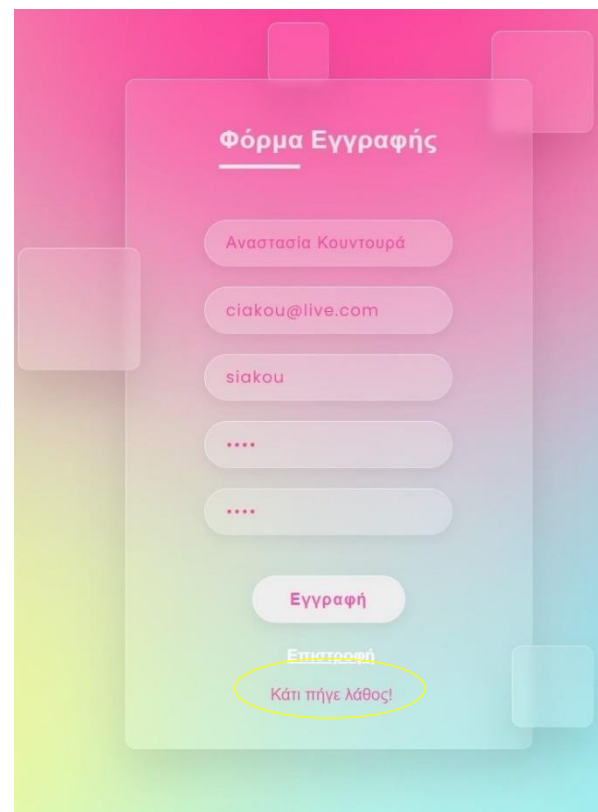 Φόρμα Εγγραφής
Αναστασία Κουντουρά
ciakou@live.com
siakou
••••
••••
Εγγραφή
Επιστροφή
Κάτι πήγε λάθος!